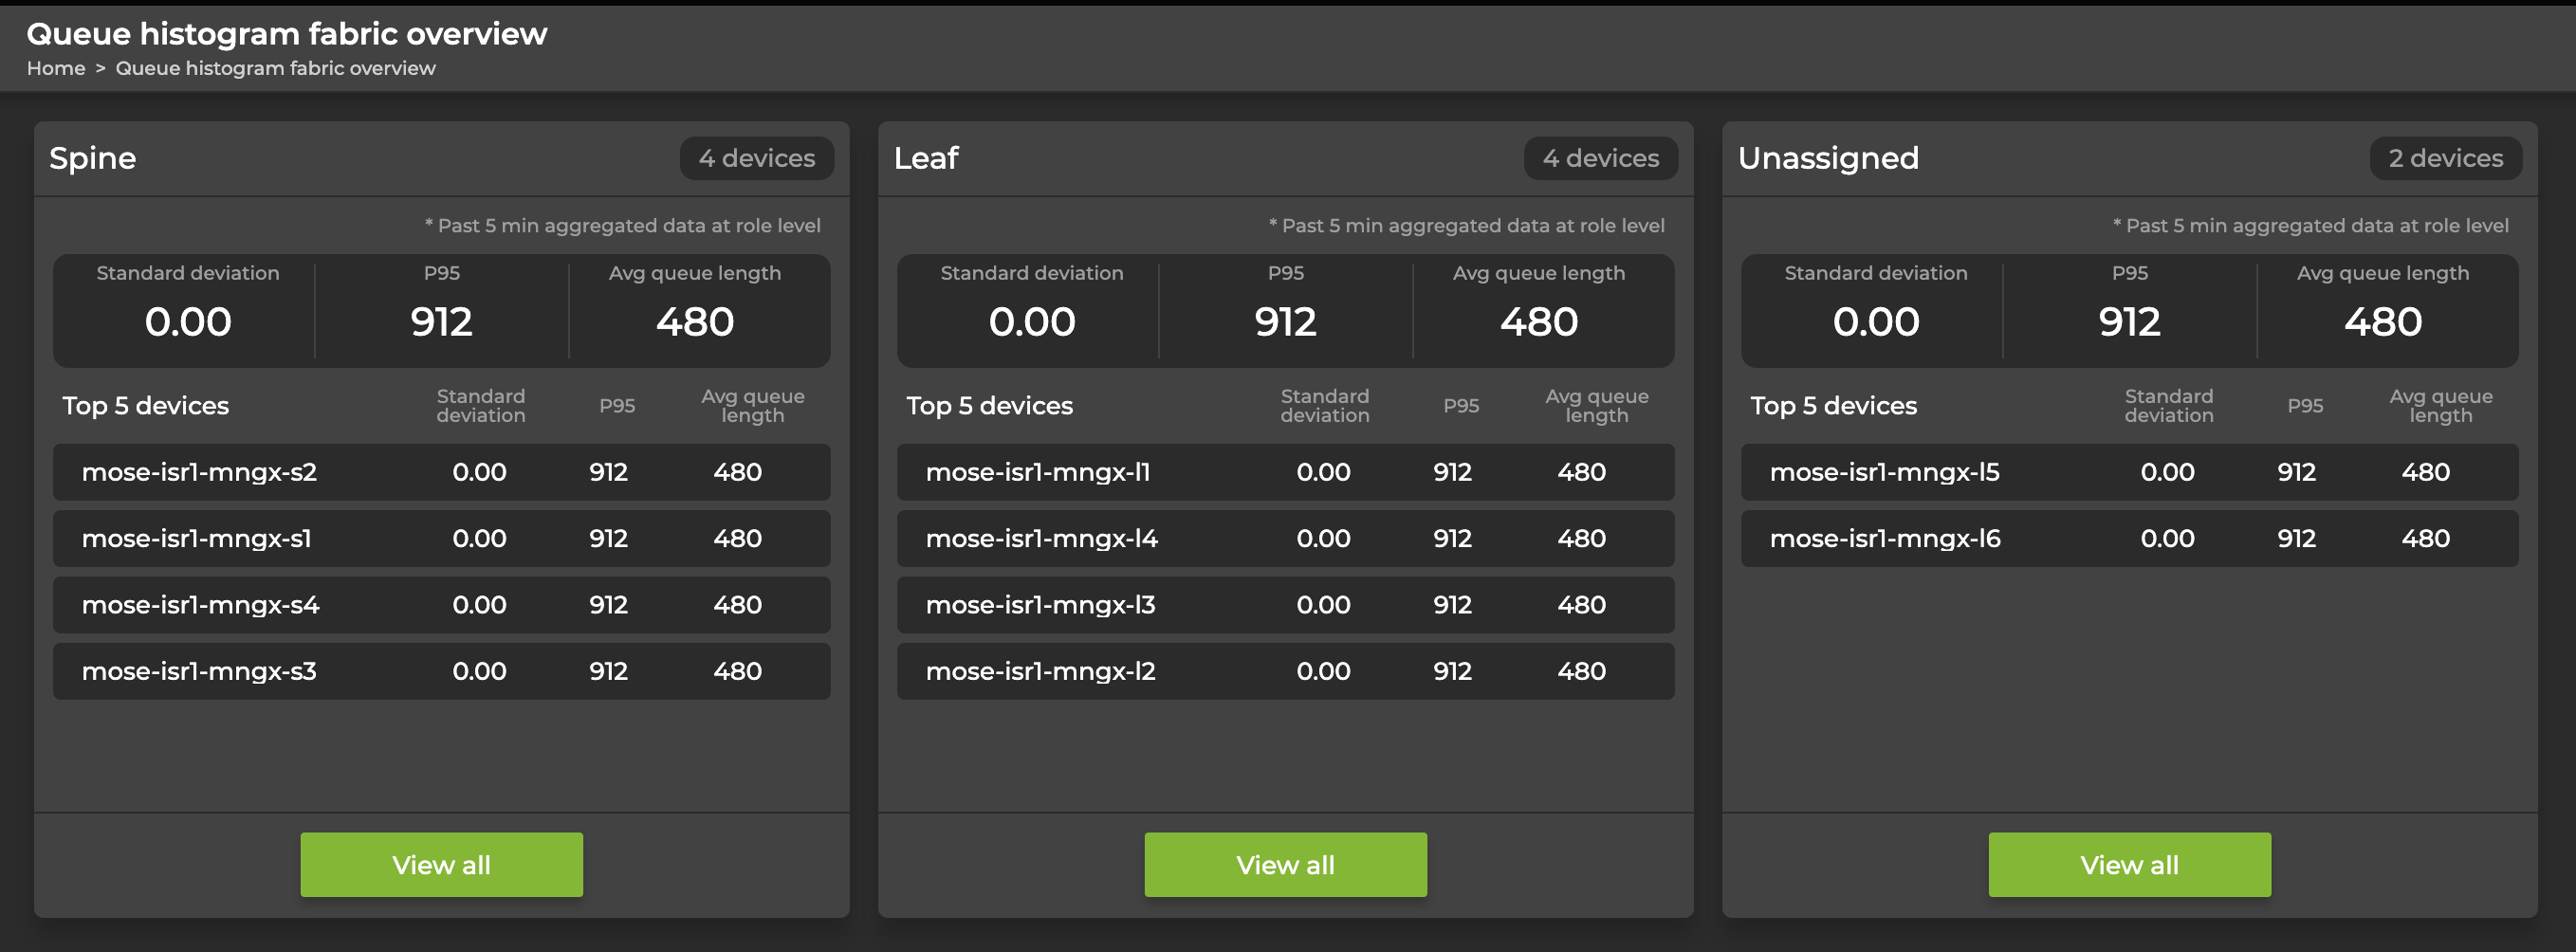 Queue histogram fabric overview
Home > Queue histogram fabric overview
Spine
4 devices
* Past 5 min aggregated data at role level
Standard deviation P95 Avg queue length
0.00 912 480
Top 5 devices Standard deviation P95 Avg queue length
mose-isr1-mngx-s2 0.00 912 480
mose-isr1-mngx-s1 0.00 912 480
mose-isr1-mngx-s4 0.00 912 480
mose-isr1-mngx-s3 0.00 912 480
View all
Leaf
4 devices
* Past 5 min aggregated data at role level
Standard deviation P95 Avg queue length
0.00 912 480
Top 5 devices Standard deviation P95 Avg queue length
mose-isr1-mngx-l1 0.00 912 480
mose-isr1-mngx-l4 0.00 912 480
mose-isr1-mngx-l3 0.00 912 480
mose-isr1-mngx-l2 0.00 912 480
View all
Unassigned
2 devices
* Past 5 min aggregated data at role level
Standard deviation P95 Avg queue length
0.00 912 480
Top 5 devices Standard deviation P95 Avg queue length
mose-isr1-mngx-l5 0.00 912 480
mose-isr1-mngx-l6 0.00 912 480
View all